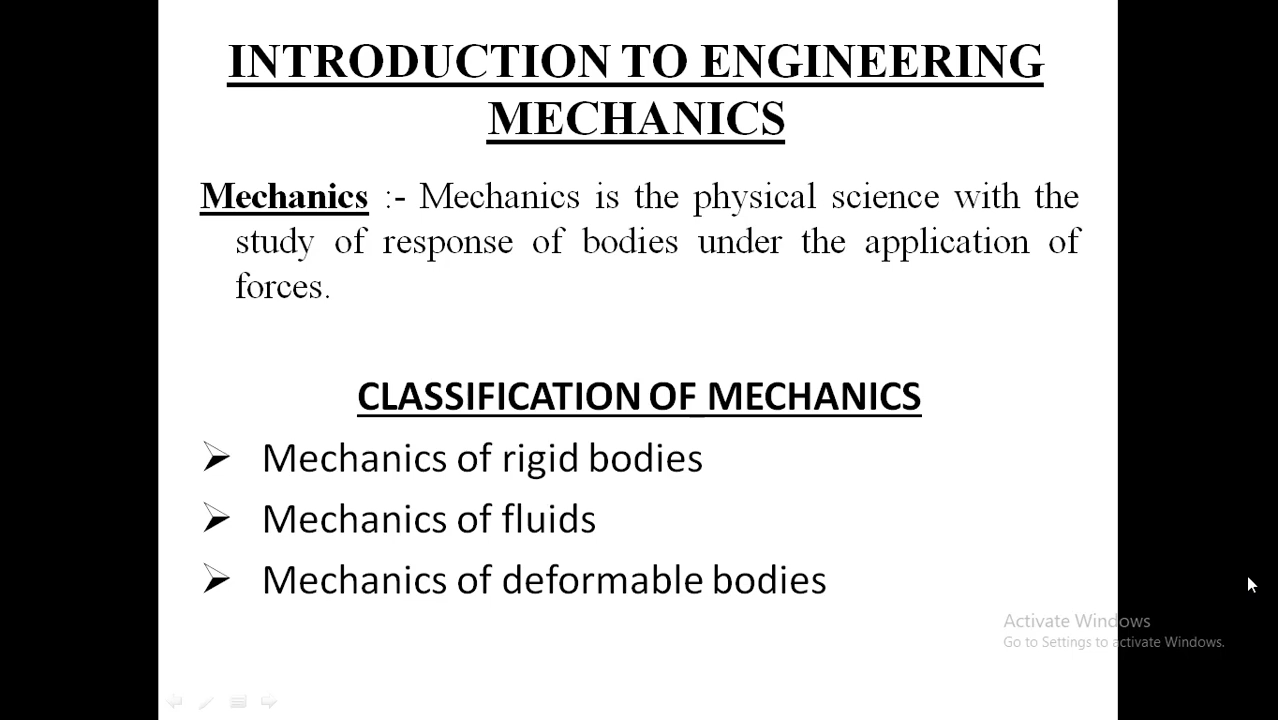 INTRODUCTION TO ENGINEERING
MECHANICS
Mechanics :- Mechanics is the physical science with the
study of response of bodies under the application of
forces.
CLASSIFICATION OF MECHANICS
➢ Mechanics of rigid bodies
➢ Mechanics of fluids
➢ Mechanics of deformable bodies
Activate Windows
Go to Settings to activate Windows.